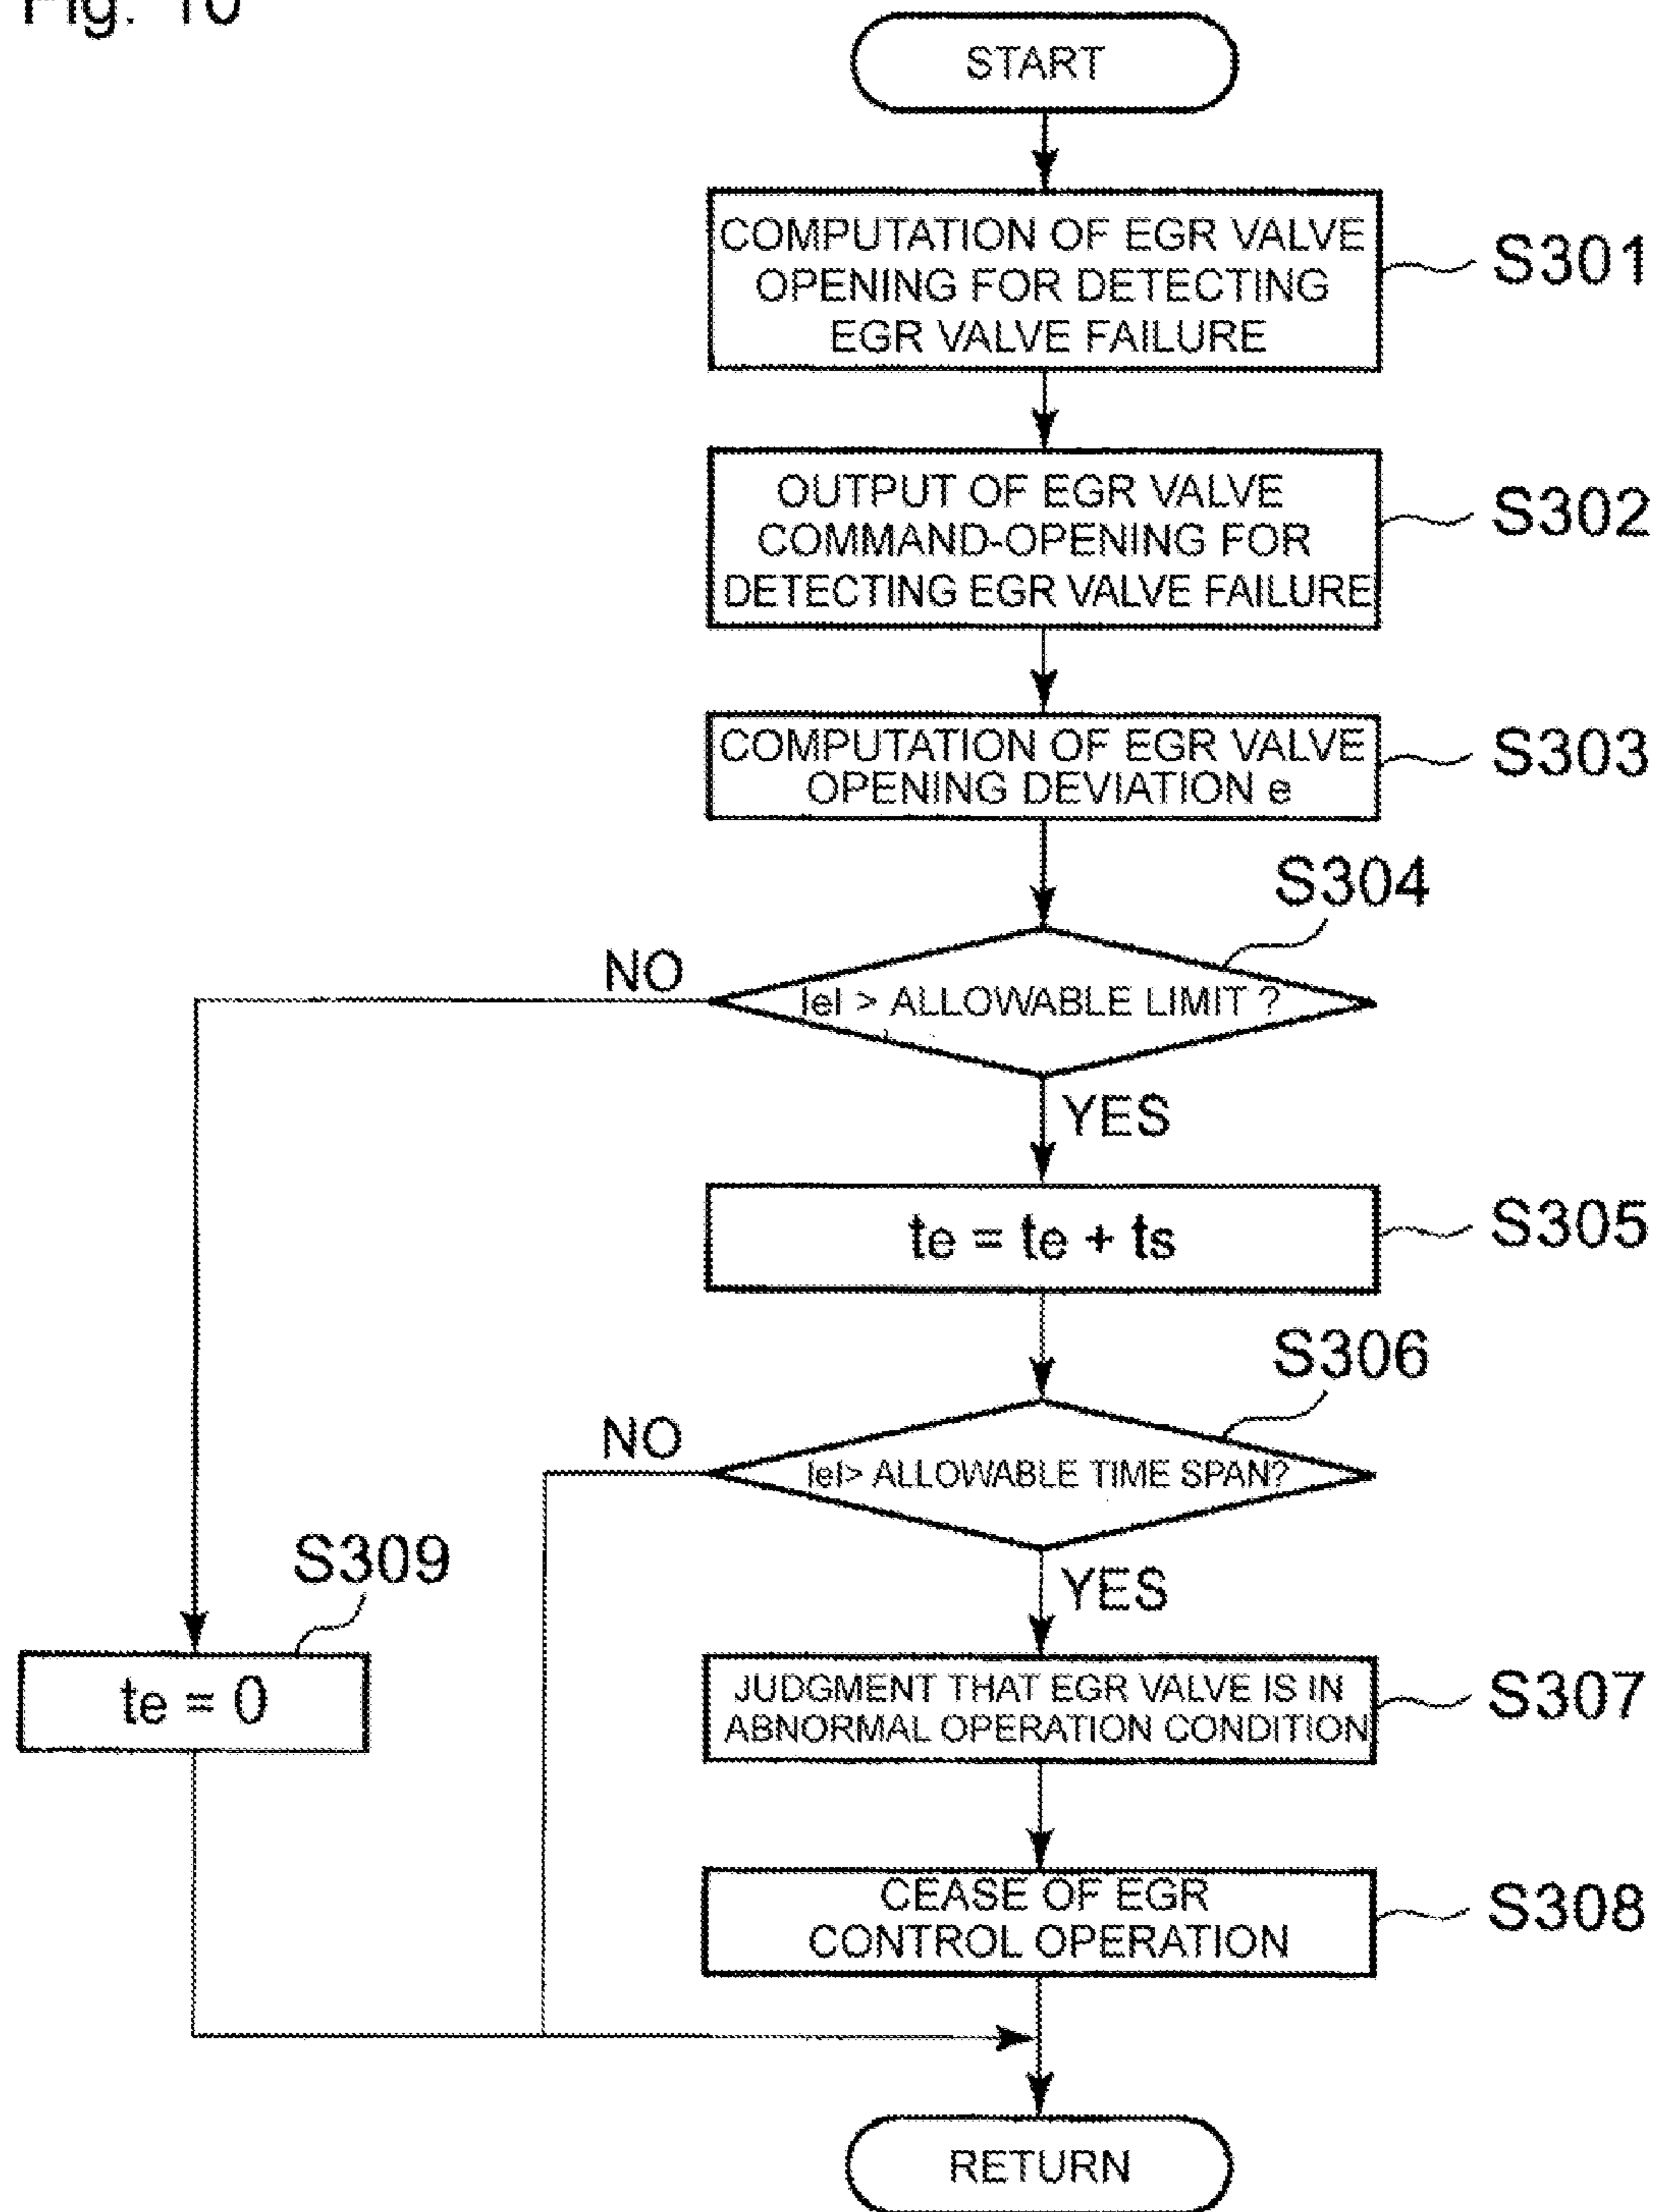 Fig. 10
START
COMPUTATION OF EGR VALVE
OPENING FOR DETECTING
EGR VALVE FAILURE
S301
OUTPUT OF EGR VALVE
COMMAND-OPENING FOR
DETECTING EGR VALVE FAILURE
S302
COMPUTATION OF EGR VALVE
OPENING DEVIATION e
S303
S304
NO
|e| > ALLOWABLE LIMIT ?
YES
te = te + ts
S305
S306
NO
|e|> ALLOWABLE TIME SPAN?
YES
S309
te = 0
JUDGMENT THAT EGR VALVE IS IN
ABNORMAL OPERATION CONDITION
S307
CEASE OF EGR
CONTROL OPERATION
S308
RETURN